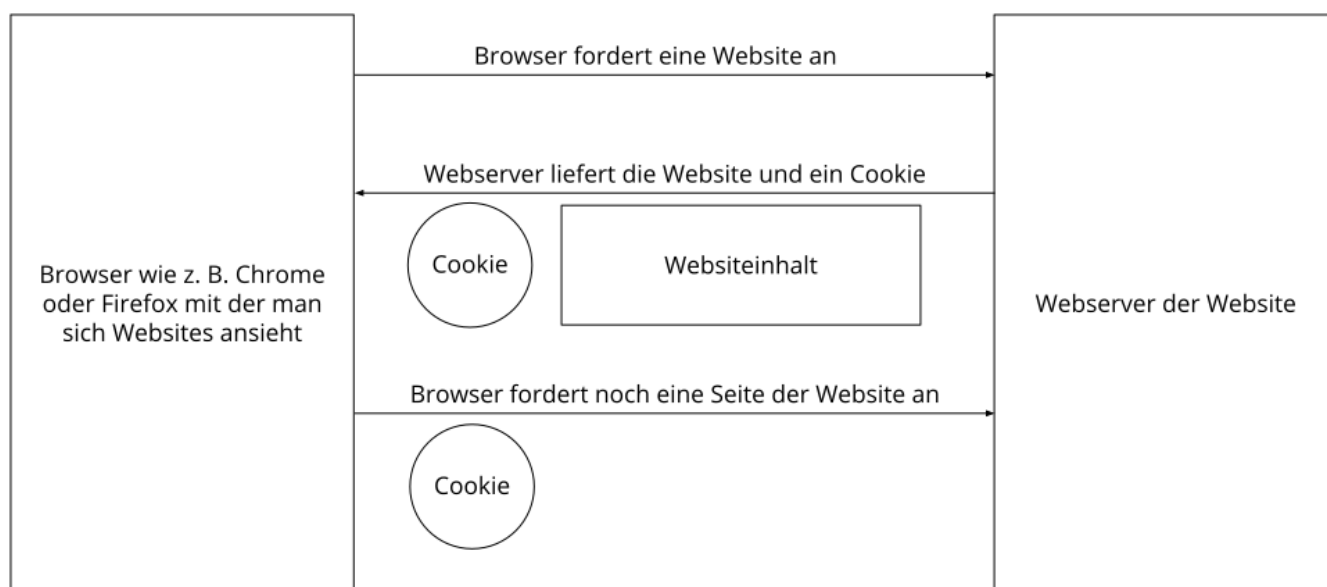 Browser fordert eine Website an
Webserver liefert die Website und ein Cookie
Cookie
Websiteinhalt
Browser wie z. B. Chrome
oder Firefox mit der man
sich Websites ansieht
Webserver der Website
Browser fordert noch eine Seite der Website an
Cookie